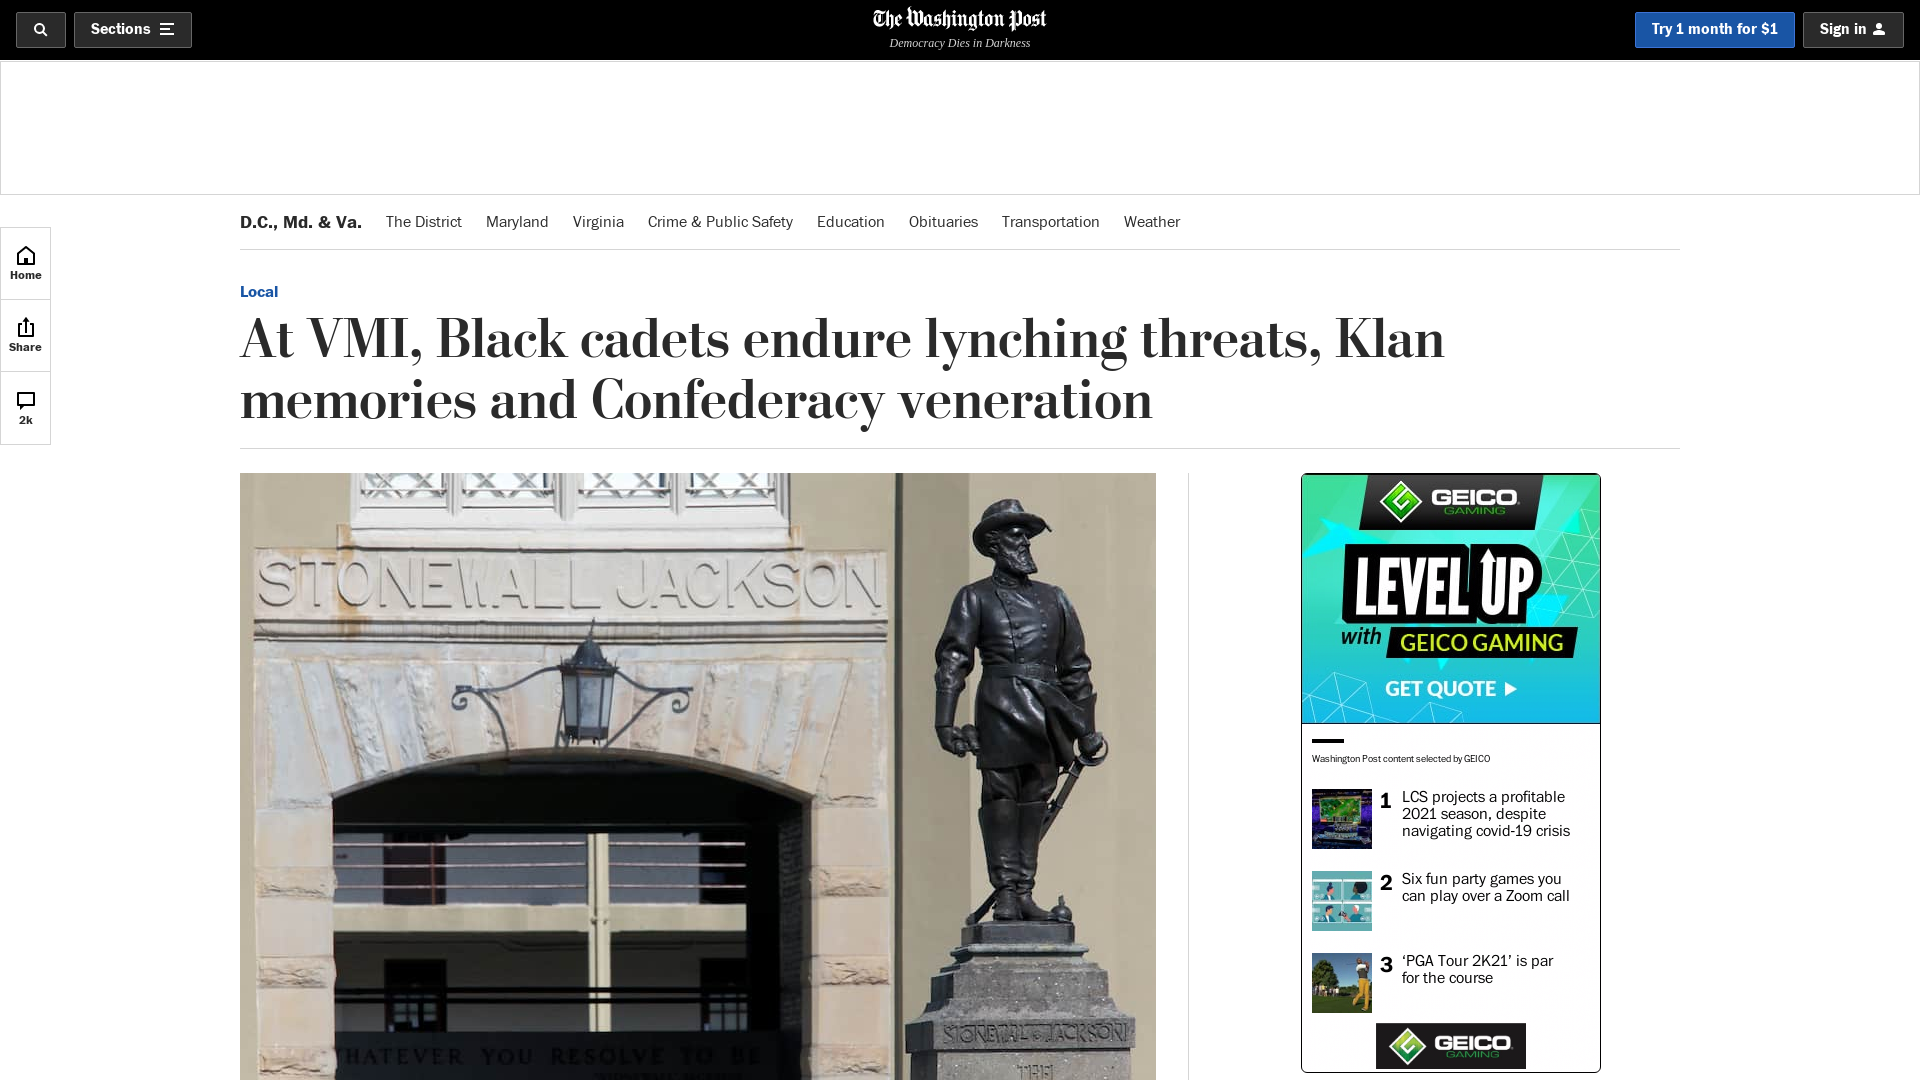 Sections
The Washington Post
Democracy Dies in Darkness
Try 1 month for $1
Sign in
D.C., Md. & Va.
The District
Maryland
Virginia
Crime & Public Safety
Education
Obituaries
Transportation
Weather
Home
Share
2k
Local
At VMI, Black cadets endure lynching threats, Klan
memories and Confederacy veneration
STONEWALL JACKSON
HATEVER YOU RESOLVE TO BE
STONEWALL JACKSON
THE
GEICO
GAMING
LEVEL UP
with GEICO GAMING
GET QUOTE
Washington Post content selected by GEICO
1 LCS projects a profitable
2021 season, despite
navigating covid-19 crisis
2 Six fun party games you
can play over a Zoom call
3 ‘PGA Tour 2K21’ is par
for the course
GEICO
GAMING